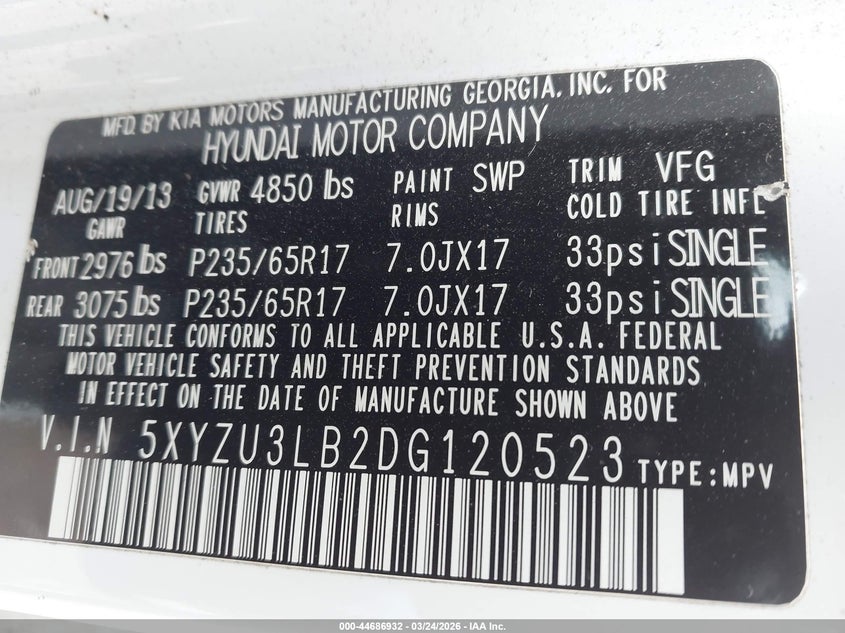 MFD. BY KIA MOTORS MANUFACTURING GEORGIA, INC. FOR
HYUNDAI MOTOR COMPANY
AUG/19/13 GVWR 4850 lbs PAINT SWP TRIM VFG
GAWR TIRES RIMS COLD TIRE INFL
FRONT 2976 lbs P235/65R17 7.0JX17 33psi SINGLE
REAR 3075 lbs P235/65R17 7.0JX17 33psi SINGLE
THIS VEHICLE CONFORMS TO ALL APPLICABLE U.S.A. FEDERAL
MOTOR VEHICLE SAFETY AND THEFT PREVENTION STANDARDS
IN EFFECT ON THE DATE OF MANUFACTURE SHOWN ABOVE
V.I.N 5XYZU3LB2DG120523 TYPE:MPV
000-44686932 - 03/24/2026 - IAA Inc.